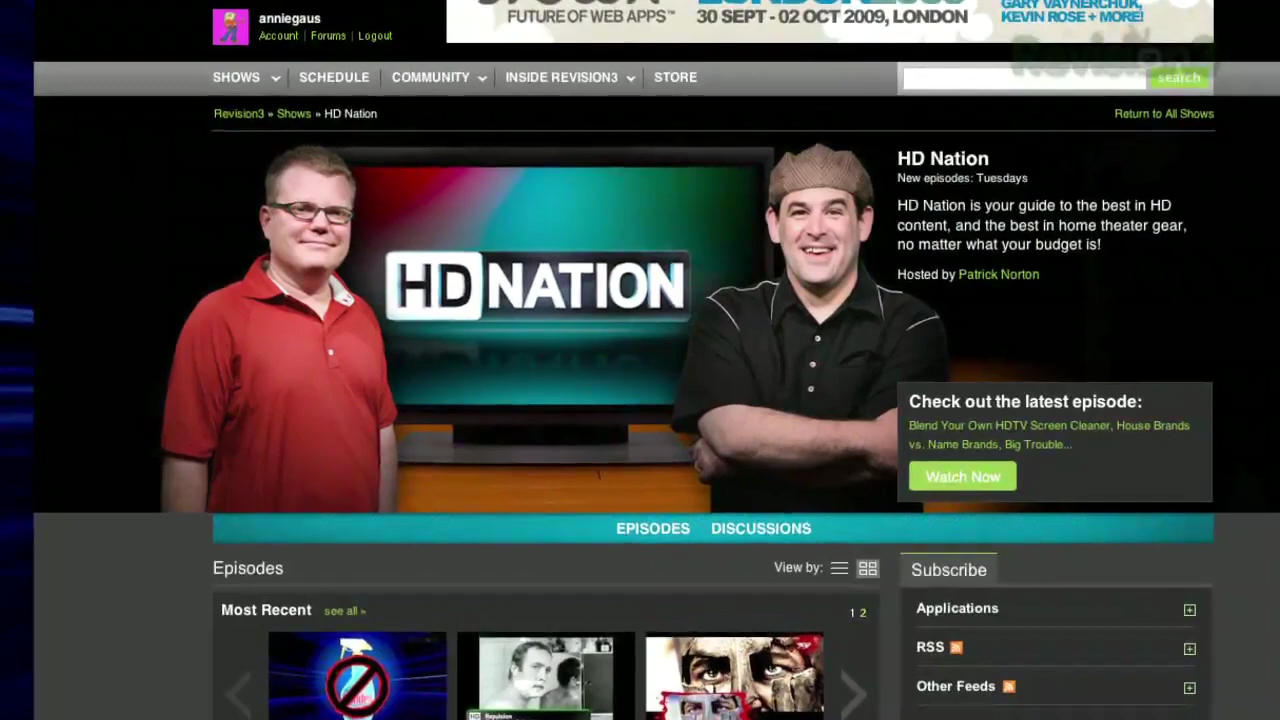 anniegaus
Account | Forums | Logout
FUTURE OF WEB APPS™
30 SEPT - 02 OCT 2009, LONDON
GARY VAYNERCHUK,
KEVIN ROSE + MORE!
SHOWS
SCHEDULE
COMMUNITY
INSIDE REVISION3
STORE
search
Revision3 » Shows » HD Nation
Return to All Shows
HD Nation
New episodes: Tuesdays
HD Nation is your guide to the best in HD
content, and the best in home theater gear,
no matter what your budget is!
Hosted by Patrick Norton
HD NATION
Check out the latest episode:
Blend Your Own HDTV Screen Cleaner, House Brands
vs. Name Brands, Big Trouble...
Watch Now
EPISODES DISCUSSIONS
Episodes
View by:
Subscribe
Most Recent see all »
1 2
Applications
RSS
Other Feeds
HD Repulsion